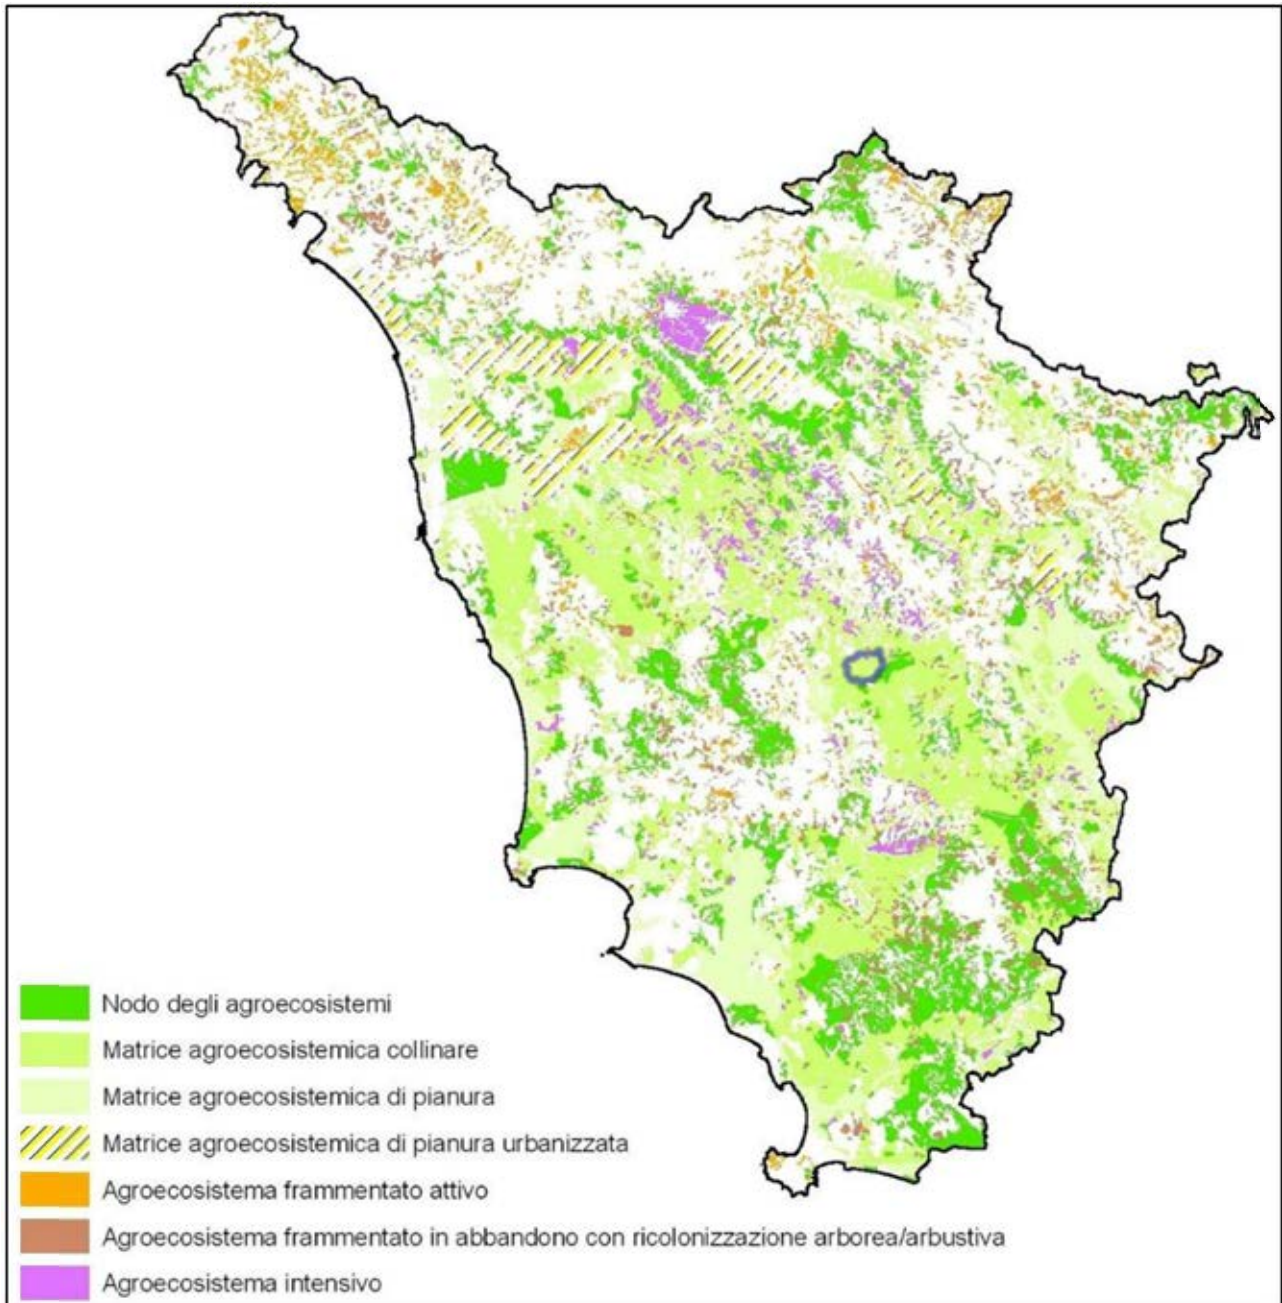 Nodo degli agroecosistemi
Matrice agroecosistemica collinare
Matrice agroecosistemica di pianura
Matrice agroecosistemica di pianura urbanizzata
Agroecosistema frammentato attivo
Agroecosistema frammentato in abbandono con ricolonizzazione arborea/arbustiva
Agroecosistema intensivo